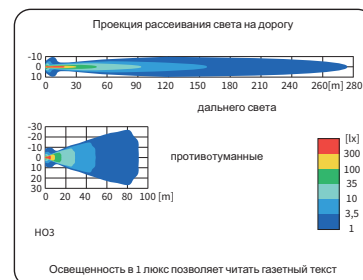 Проекция рассеивания света на дорогу
-10
0
10
0 30 60 90 120 150 180 210 260[m] 280
дальнего света
-30
-20
-10
0
10
20
30
0 20 40 60 80 100 [m]
противотуманные
[lx]
300
100
35
10
3,5
1
НОЗ
Освещенность в 1 люкс позволяет читать газетный текст